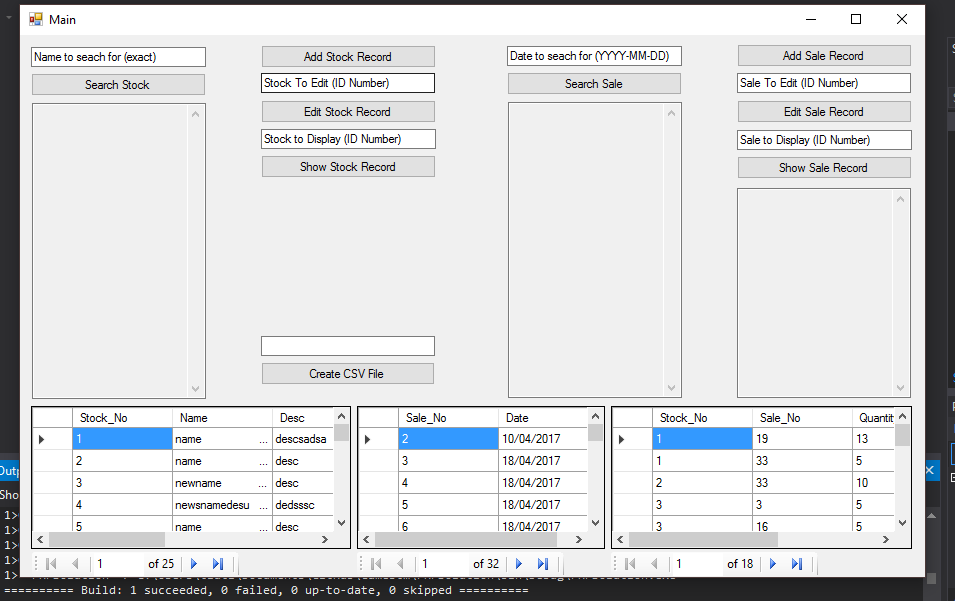 Main
Name to seach for (exact)
Search Stock
Add Stock Record
Stock To Edit (ID Number)
Edit Stock Record
Stock to Display (ID Number)
Show Stock Record
Create CSV File
Date to seach for (YYYY-MM-DD)
Search Sale
Add Sale Record
Sale To Edit (ID Number)
Edit Sale Record
Sale to Display (ID Number)
Show Sale Record
Stock_No Name Desc
1 name ... descsadsa
2 name ... desc
3 newname ... desc
4 newsnamedesu ... dedsssc
5 name ... desc
1 of 25
Sale_No Date
2 10/04/2017
3 18/04/2017
4 18/04/2017
5 18/04/2017
6 18/04/2017
1 of 32
Stock_No Sale_No Quantit
1 19 13
1 33 5
2 33 10
3 3 5
3 16 5
1 of 18
Outp
Sho
1>
1>
1>
1>
1>
========== Build: 1 succeeded, 0 failed, 0 up-to-date, 0 skipped ==========